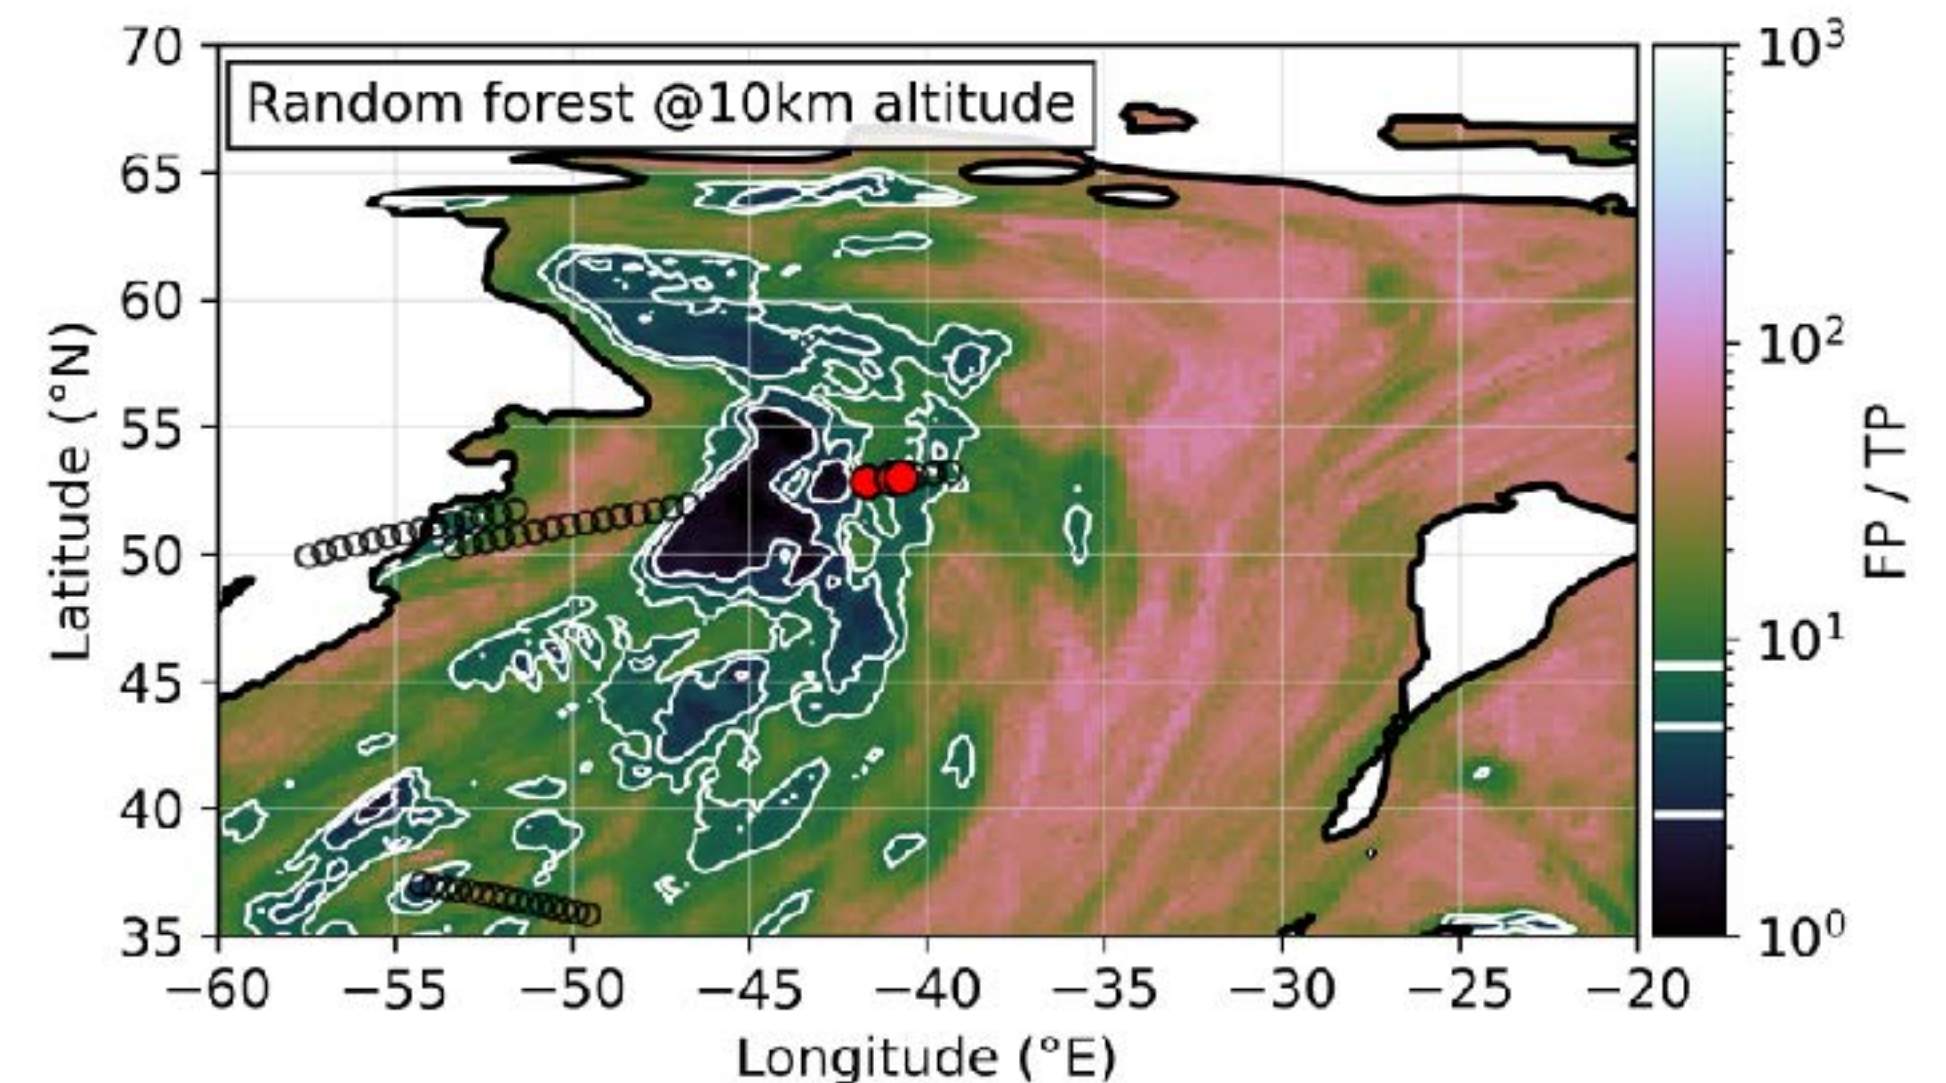 Random forest @10km altitude
70
65
60
55
50
45
40
35
Latitude (°N)
−60 −55 −50 −45 −40 −35 −30 −25 −20
Longitude (°E)
10³
10²
10¹
10⁰
FP / TP